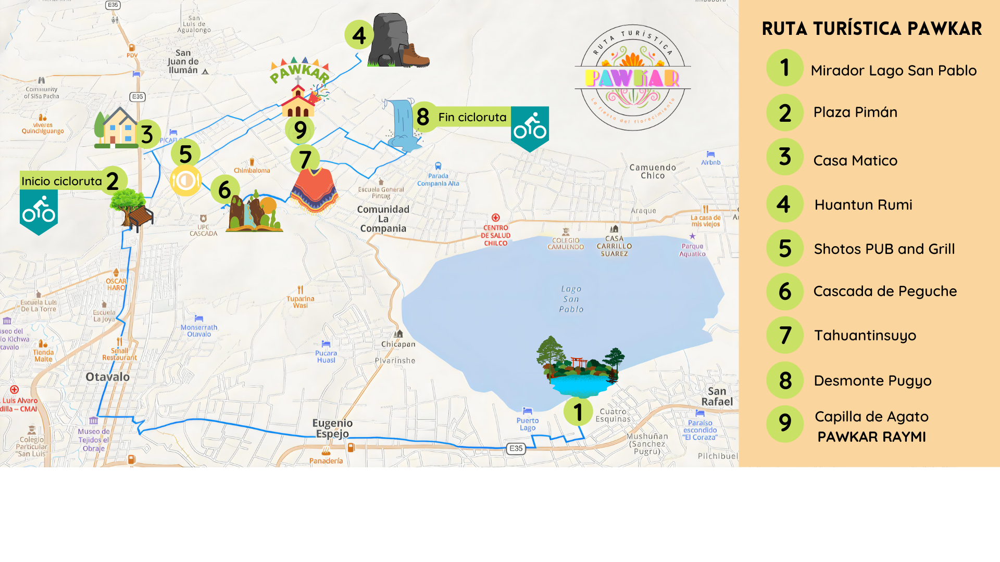 E35
San
Luis de
Agualongo
PDV
San
Juan de
Ilumán
Community
of Sisa Pacha
E35
viveres
Quinchiguango
3
PICAFLOR
5
Inicio cicloruta 2
4
PAWKAR
9
7
8 Fin cicloruta
RUTA TURÍSTICA
PAWKAR
La fiesta del florecimiento
Chimbaloma
6
UPC
CASCADA
Escuela General
Pintag
Comunidad
La
Compania
Parada
Compania Alta
Camuendo
Chico
Airbnb
Araque
La casa de
mis viejos
CENTRO
DE SALUD
CHILCO
COLEGIO
CAMUENDO
CASA
CARRILLO
SUAREZ
Parque
Aquatico
OSCAR
HARO
Escuela Luis
De La Torre
Escuela
La Joya
Tuparina
Wasi
Lago
San
Pablo
Monserrath
Otavalo
Small
Restaurant
Tienda
Maite
Pucara
Huasi
Chicapan
Pivarinshe
Otavalo
Luis Alvaro
dilla – CMAI
Museo de
Tejidos el
Obraje
Colegio
Particular
"San Luis"
Eugenio
Espejo
Panadería
E35
Puerto
Lago
1
Cuatro
Esquinas
Mushuñan
(Sanchez
Pugru)
San
Rafael
Paraíso
escondido
"El Coraza"
Pilchibuel
RUTA TURÍSTICA PAWKAR
1 Mirador Lago San Pablo
2 Plaza Pimán
3 Casa Matico
4 Huantun Rumi
5 Shotos PUB and Grill
6 Cascada de Peguche
7 Tahuantinsuyo
8 Desmonte Pugyo
9 Capilla de Agato
PAWKAR RAYMI